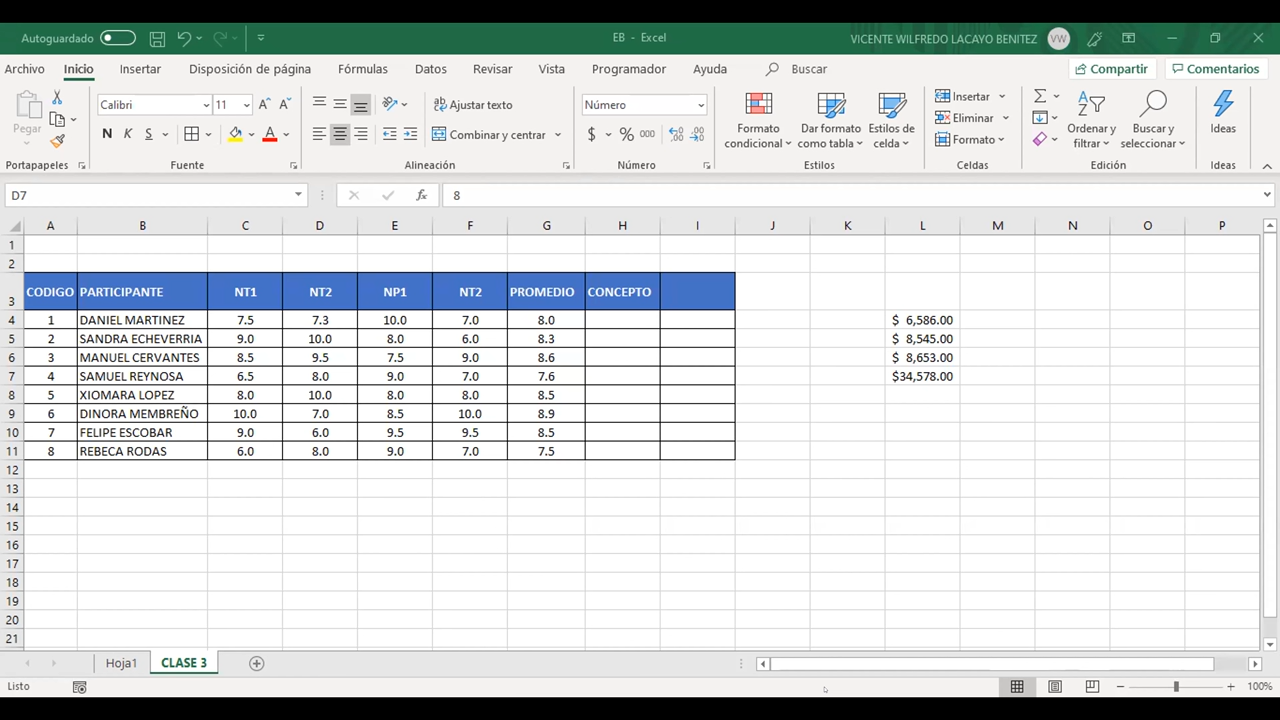 Autoguardado EB - Excel VICENTE WILFREDO LACAYO BENITEZ VW
Archivo Inicio Insertar Disposición de página Fórmulas Datos Revisar Vista Programador Ayuda Buscar Compartir Comentarios
Pegar
Calibri 11
N K S
Ajustar texto
Combinar y centrar
Número
$ % 000
Formato condicional
Dar formato como tabla
Estilos de celda
Insertar
Eliminar
Formato
Ordenar y filtrar
Buscar y seleccionar
Ideas
Portapapeles Fuente Alineación Número Estilos Celdas Edición Ideas
D7 fx 8
A B C D E F G H I J K L M N O P
1
2
3 CODIGO PARTICIPANTE NT1 NT2 NP1 NT2 PROMEDIO CONCEPTO
4 1 DANIEL MARTINEZ 7.5 7.3 10.0 7.0 8.0 $ 6,586.00
5 2 SANDRA ECHEVERRIA 9.0 10.0 8.0 6.0 8.3 $ 8,545.00
6 3 MANUEL CERVANTES 8.5 9.5 7.5 9.0 8.6 $ 8,653.00
7 4 SAMUEL REYNOSA 6.5 8.0 9.0 7.0 7.6 $34,578.00
8 5 XIOMARA LOPEZ 8.0 10.0 8.0 8.0 8.5
9 6 DINORA MEMBREÑO 10.0 7.0 8.5 10.0 8.9
10 7 FELIPE ESCOBAR 9.0 6.0 9.5 9.5 8.5
11 8 REBECA RODAS 6.0 8.0 9.0 7.0 7.5
12
13
14
15
16
17
18
19
20
21
Hoja1 CLASE 3
Listo 100%